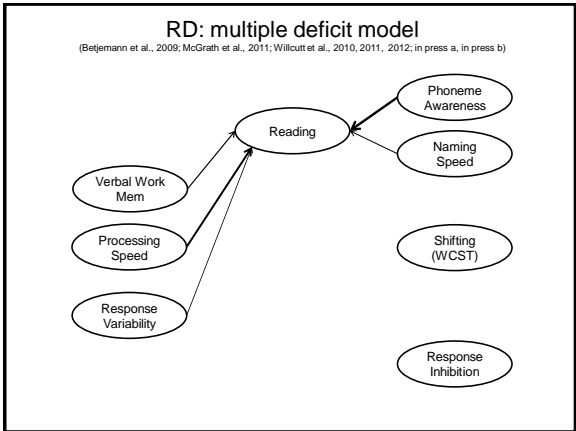 RD: multiple deficit model
(Betjemann et al., 2009; McGrath et al., 2011; Willcutt et al., 2010, 2011, 2012; in press a, in press b)
Phoneme
Awareness
Reading
Naming
Speed
Verbal Work
Mem
Processing
Speed
Shifting
(WCST)
Response
Variability
Response
Inhibition